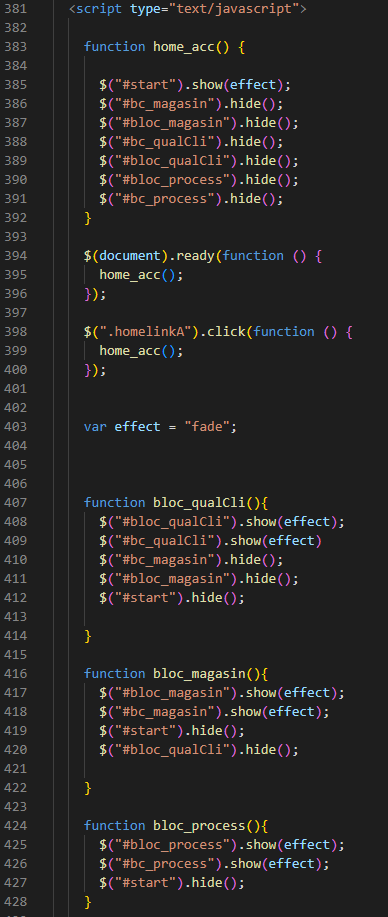 381 <script type="text/javascript">
382
383 function home_acc() {
384
385 $("#start").show(effect);
386 $("#bc_magasin").hide();
387 $("#bloc_magasin").hide();
388 $("#bc_qualCli").hide();
389 $("#bloc_qualCli").hide();
390 $("#bloc_process").hide();
391 $("#bc_process").hide();
392 }
393
394 $(document).ready(function () {
395 home_acc();
396 });
397
398 $(".homelinkA").click(function () {
399 home_acc();
400 });
401
402
403 var effect = "fade";
404
405
406
407 function bloc_qualCli(){
408 $("#bloc_qualCli").show(effect);
409 $("#bc_qualCli").show(effect)
410 $("#bc_magasin").hide();
411 $("#bloc_magasin").hide();
412 $("#start").hide();
413
414 }
415
416 function bloc_magasin(){
417 $("#bloc_magasin").show(effect);
418 $("#bc_magasin").show(effect);
419 $("#start").hide();
420 $("#bloc_qualCli").hide();
421
422 }
423
424 function bloc_process(){
425 $("#bloc_process").show(effect);
426 $("#bc_process").show(effect);
427 $("#start").hide();
428 }